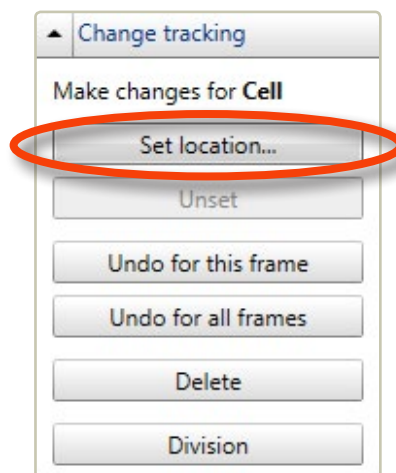 Change tracking
Make changes for Cell
Set location...
Unset
Undo for this frame
Undo for all frames
Delete
Division